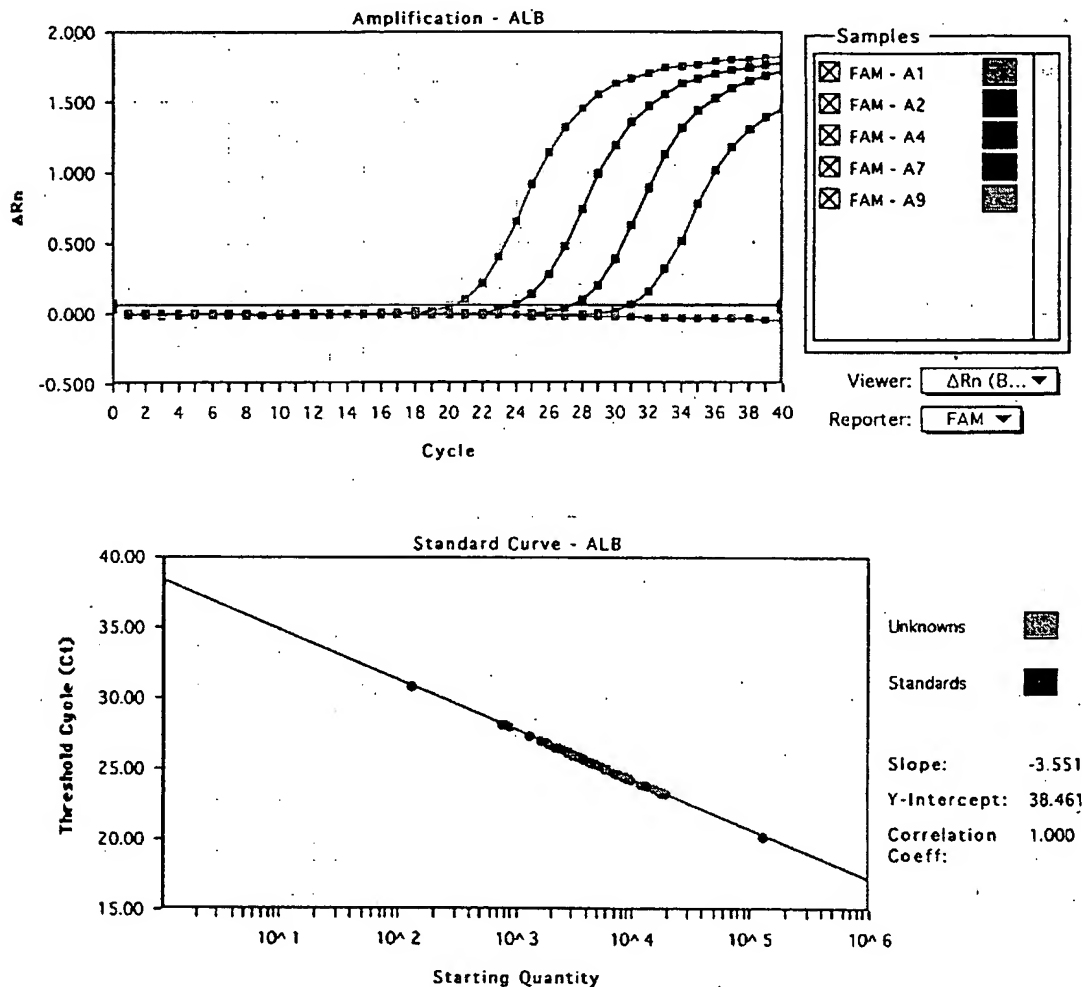 Amplification - ALB
2.000
1.500
1.000
0.500
0.000
-0.500
ΔRn
0 2 4 6 8 10 12 14 16 18 20 22 24 26 28 30 32 34 36 38 40
Cycle
Samples
FAM - A1
FAM - A2
FAM - A4
FAM - A7
FAM - A9
Viewer: ΔRn (B... ▼
Reporter: FAM ▼
Standard Curve - ALB
40.00
35.00
30.00
25.00
20.00
15.00
Threshold Cycle (Ct)
10^1 10^2 10^3 10^4 10^5 10^6
Starting Quantity
Unknowns
Standards
Slope: -3.551
Y-Intercept: 38.461
Correlation 1.000
Coeff: